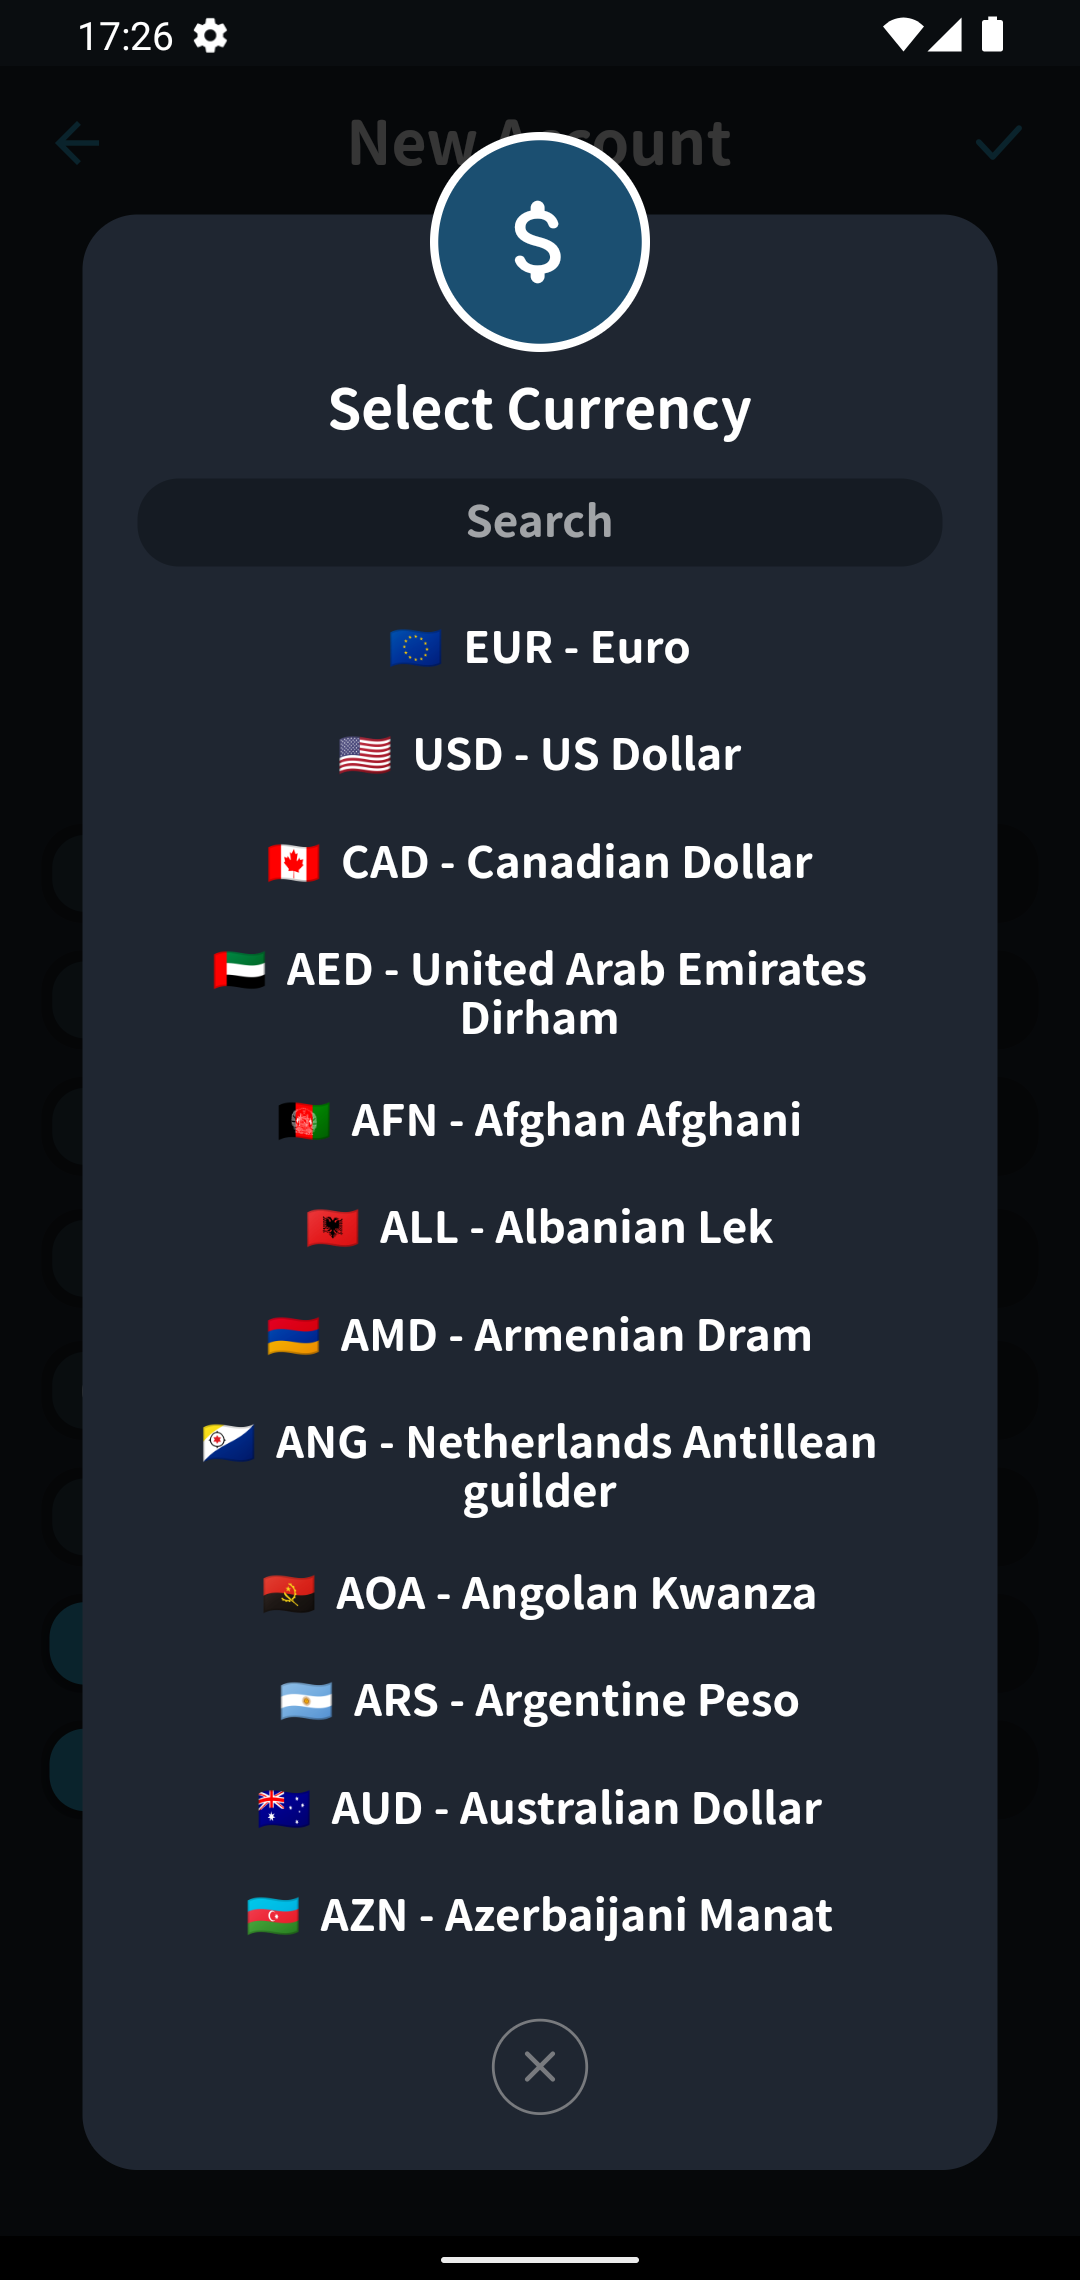 17:26
New Account
$
Select Currency
Search
EUR - Euro
USD - US Dollar
CAD - Canadian Dollar
AED - United Arab Emirates
Dirham
AFN - Afghan Afghani
ALL - Albanian Lek
AMD - Armenian Dram
ANG - Netherlands Antillean
guilder
AOA - Angolan Kwanza
ARS - Argentine Peso
AUD - Australian Dollar
AZN - Azerbaijani Manat